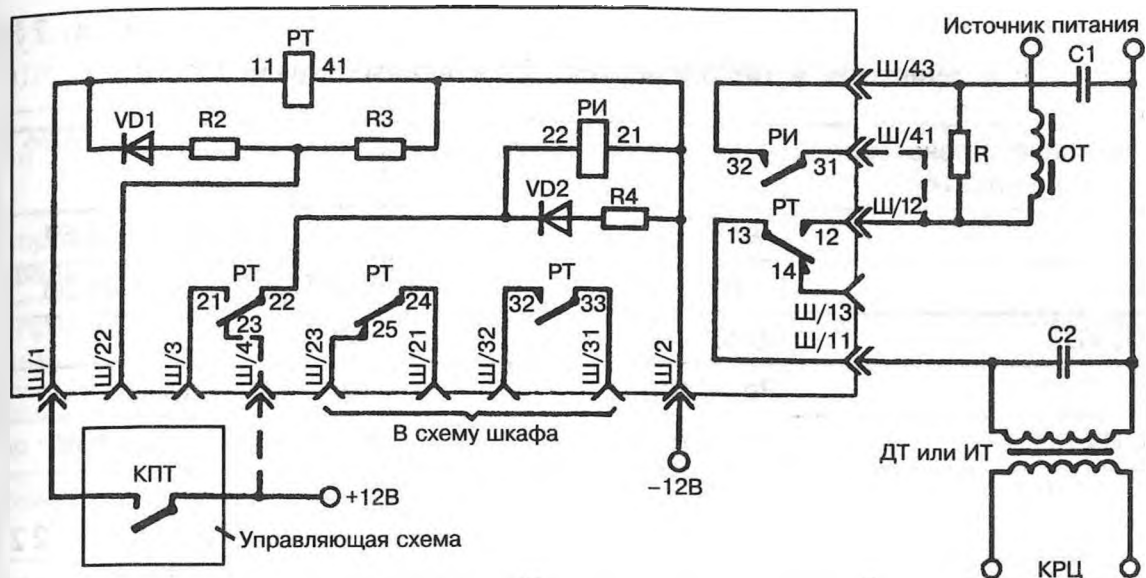 Источник питания
РТ
11 41
Ш/43
C1
VD1
R2
R3
РИ
22 21
РИ
32 31
Ш/41
R
ОТ
VD2
R4
РТ
13 12
14
Ш/12
Ш/13
Ш/11
РТ
21 22
23
РТ
24
25
РТ
32 33
C2
Ш/1
Ш/22
Ш/3
Ш/4
Ш/23
Ш/21
Ш/32
Ш/31
Ш/2
В схему шкафа
ДТ или ИТ
КПТ
+12В
−12В
Управляющая схема
КРЦ